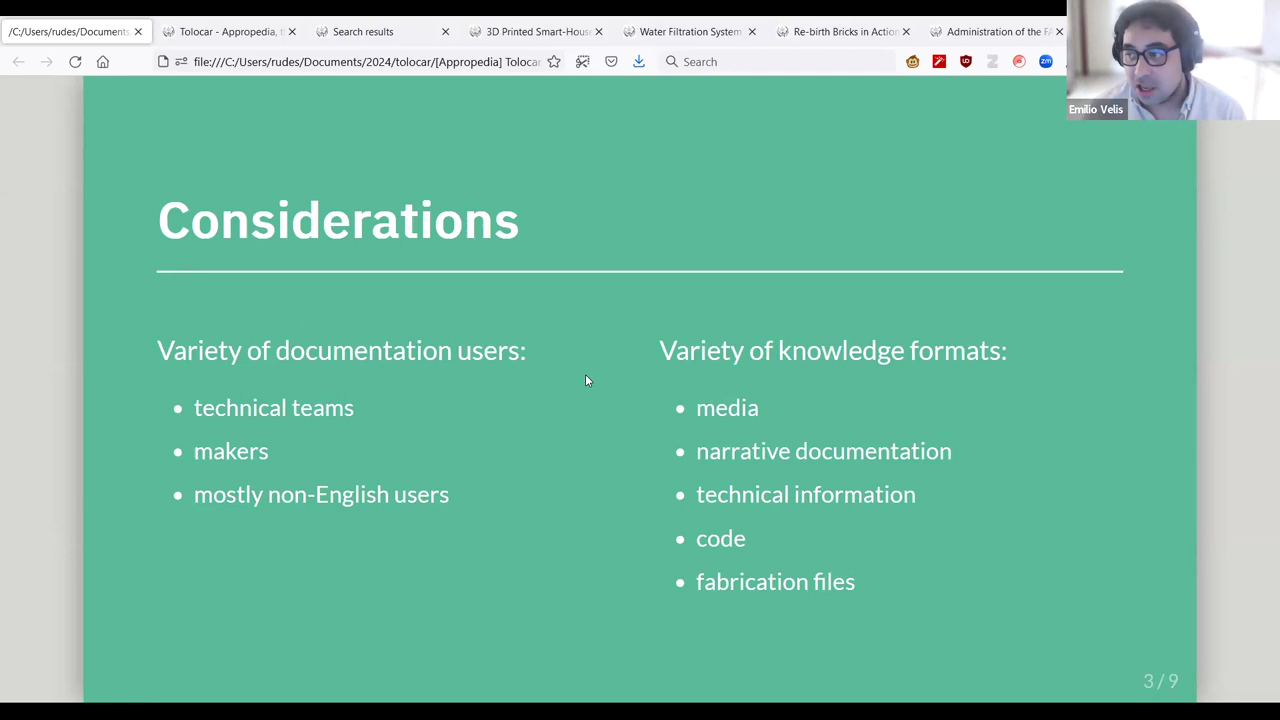 /C:/Users/rudes/Documents
Tolocar - Appropedia, t
Search results
3D Printed Smart-Hous
Water Filtration System
Re-birth Bricks in Action
Administration of the FA
file:///C:/Users/rudes/Documents/2024/tolocar/[Appropedia] Tolocar
Search
Emilio Velis
Considerations
Variety of documentation users:
• technical teams
• makers
• mostly non-English users
Variety of knowledge formats:
• media
• narrative documentation
• technical information
• code
• fabrication files
3 / 9